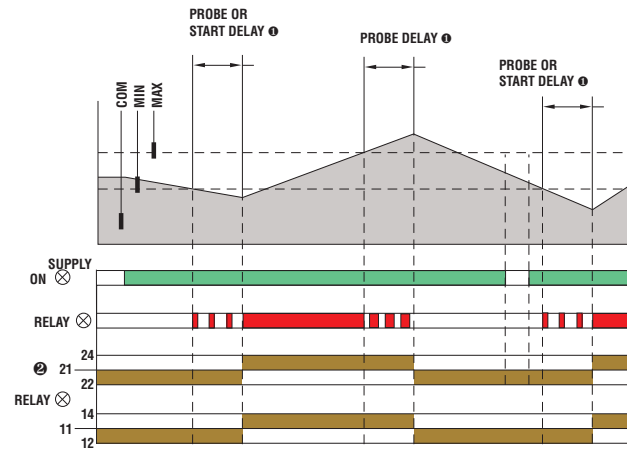 PROBE OR
START DELAY ❶
PROBE DELAY ❶
PROBE OR
START DELAY ❶
COM
MIN
MAX
SUPPLY
ON
RELAY
24
❷ 21
22
RELAY
14
11
12